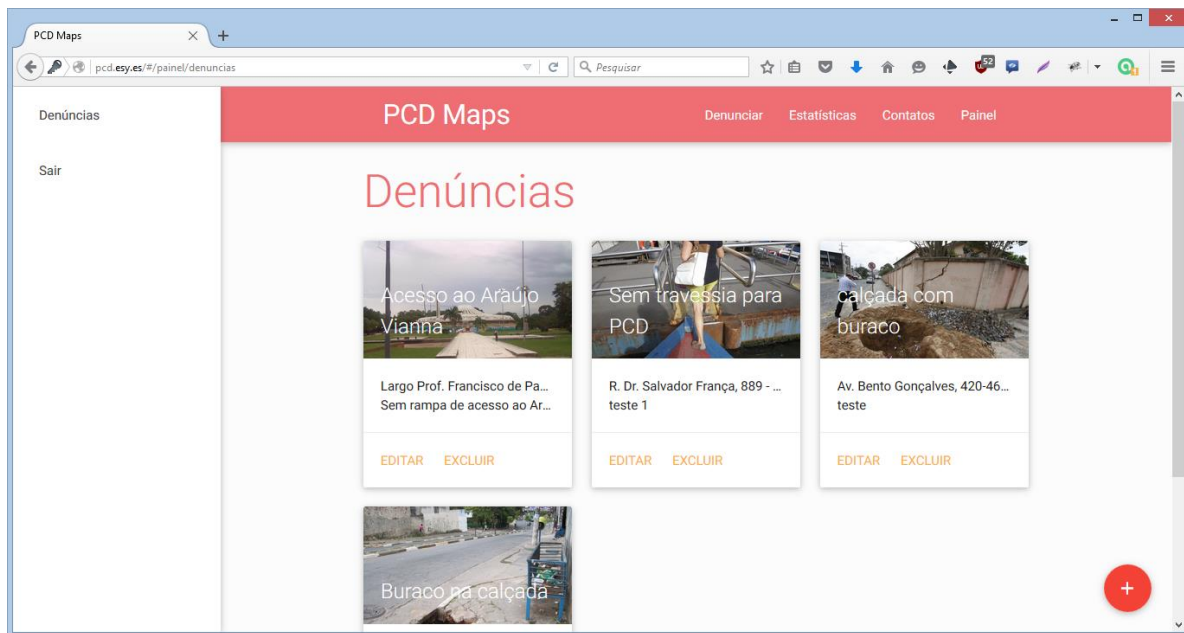 PCD Maps
pcd.esy.es/#/painel/denuncias
Pesquisar
52
Denúncias
Sair
PCD Maps
Denunciar Estatísticas Contatos Painel
Denúncias
Acesso ao Araújo
Vianna
Largo Prof. Francisco de Pa...
Sem rampa de acesso ao Ar...
EDITAR EXCLUIR
Sem travessia para
PCD
R. Dr. Salvador França, 889 - ...
teste 1
EDITAR EXCLUIR
calçada com
buraco
Av. Bento Gonçalves, 420-46...
teste
EDITAR EXCLUIR
Buraco na calçada